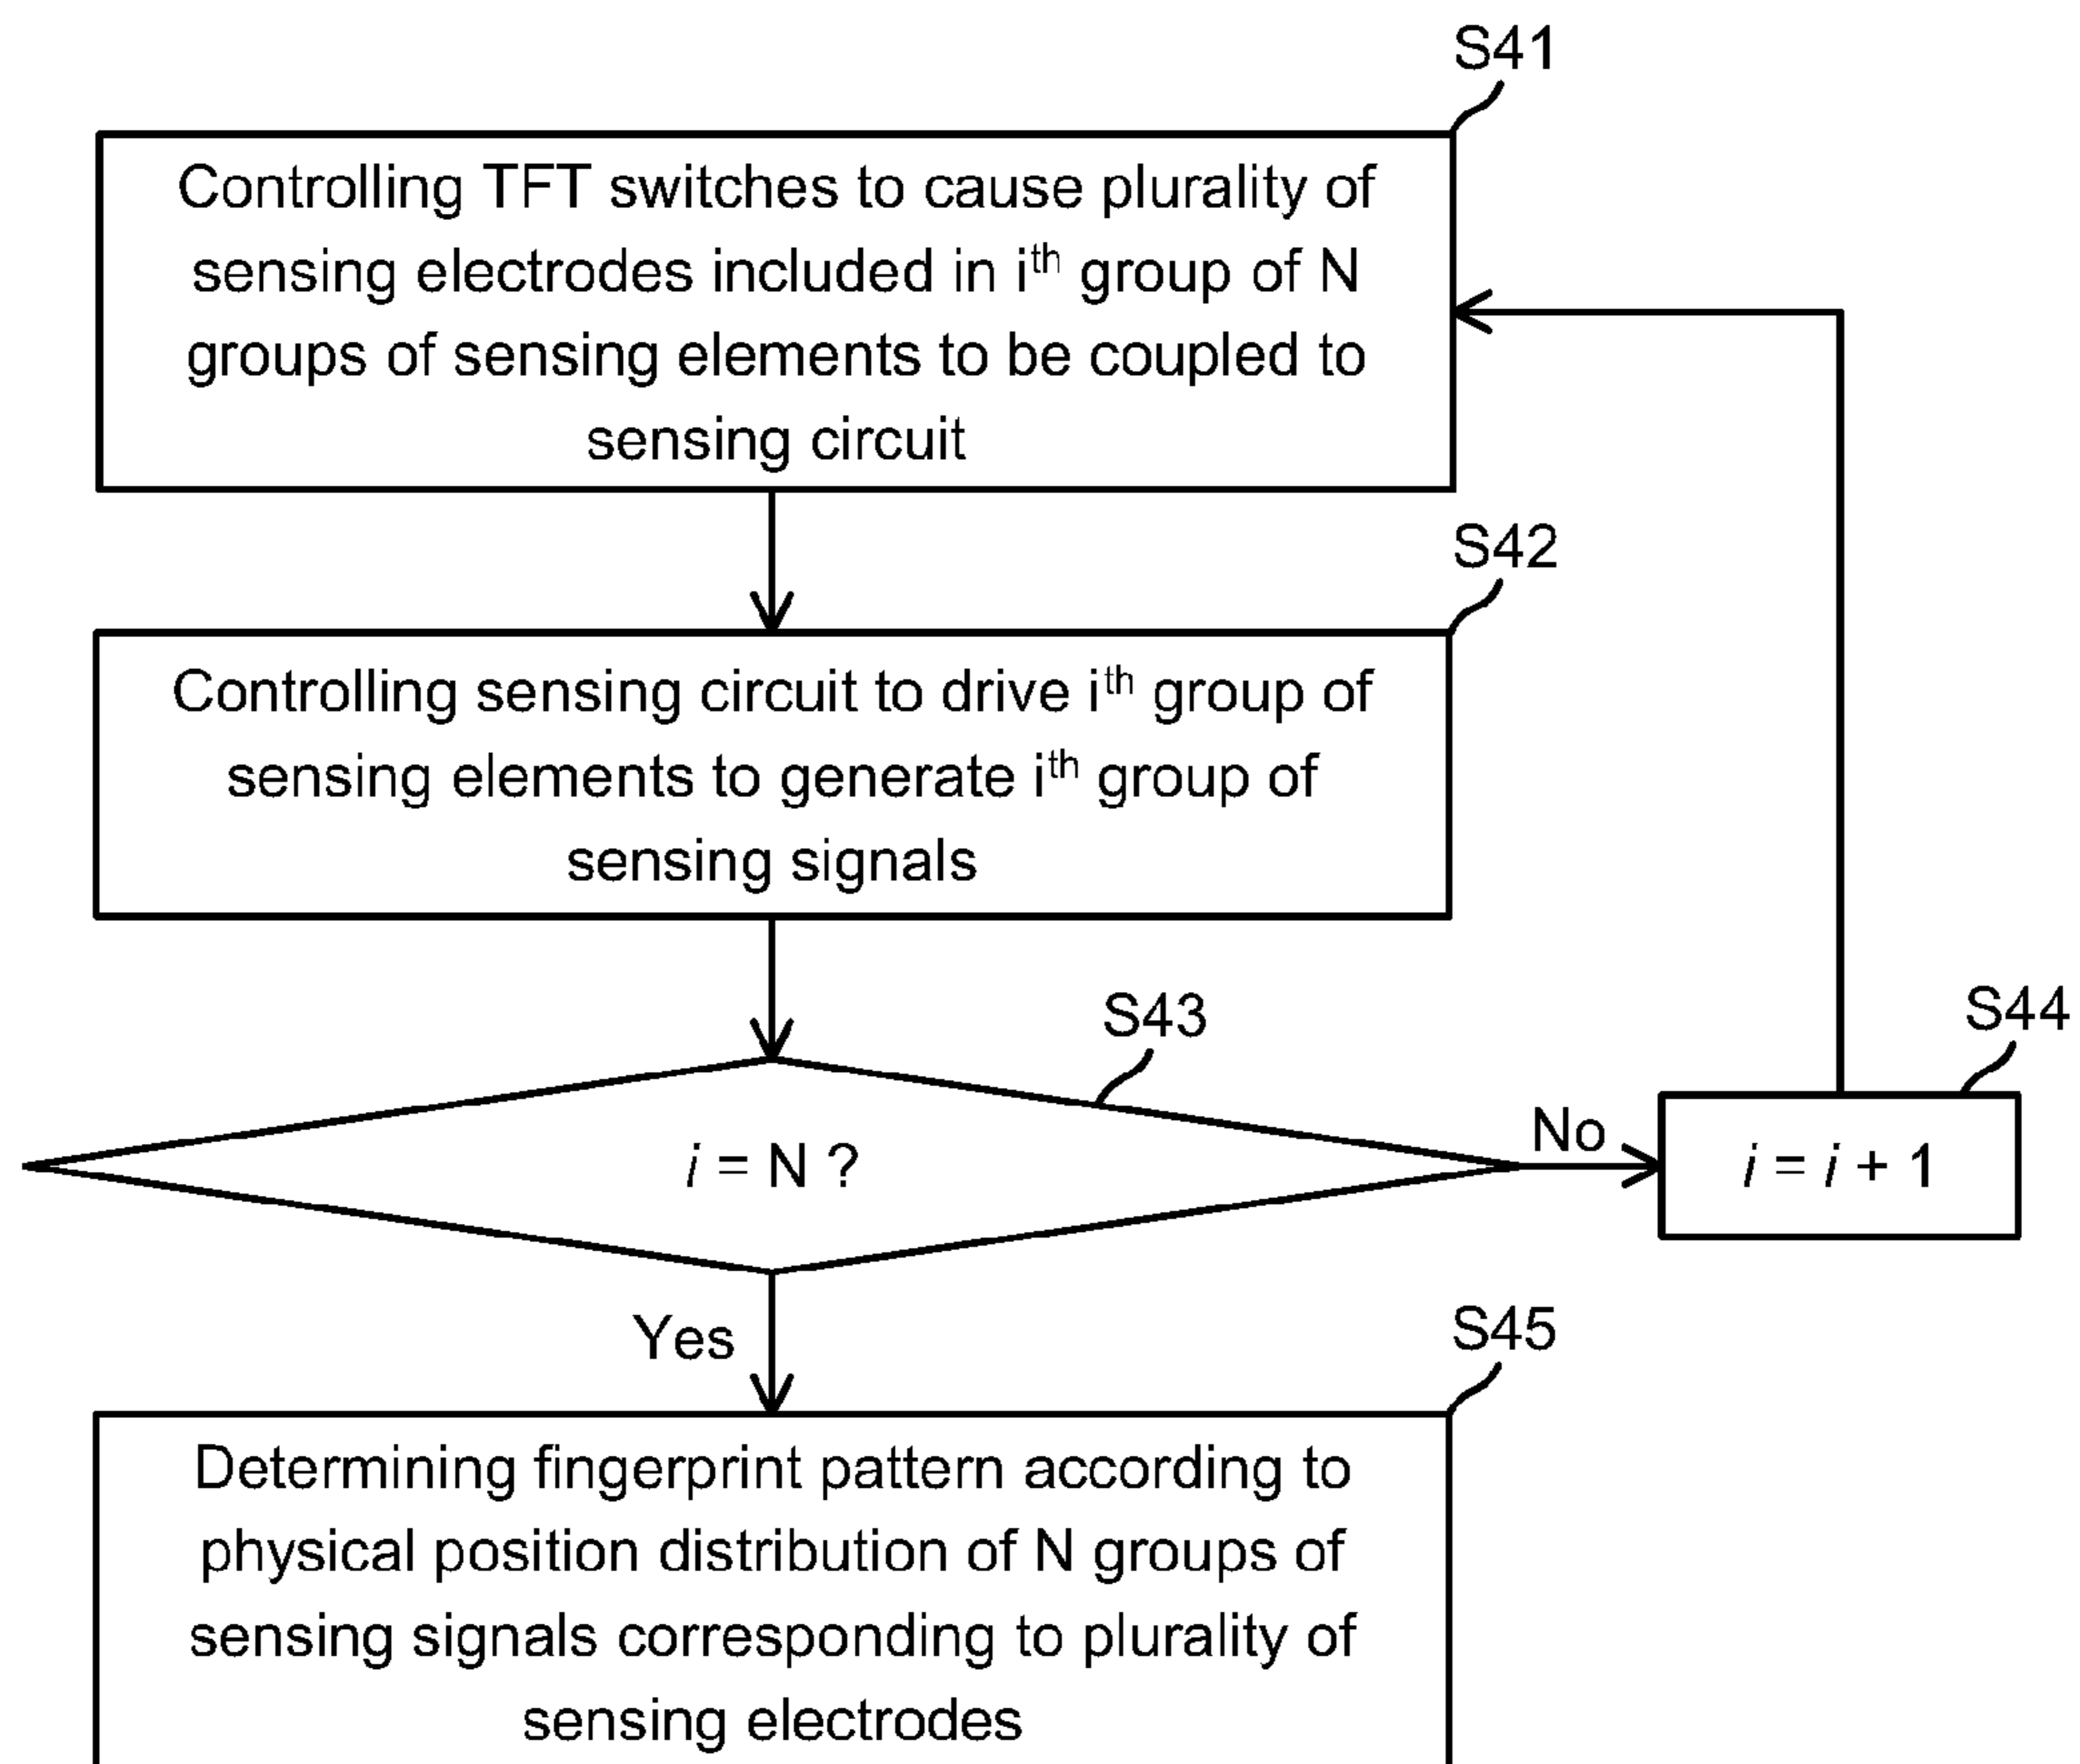 S41
Controlling TFT switches to cause plurality of
sensing electrodes included in ith group of N
groups of sensing elements to be coupled to
sensing circuit
S42
Controlling sensing circuit to drive ith group of
sensing elements to generate ith group of
sensing signals
S43
i = N ?
No
S44
i = i + 1
Yes
S45
Determining fingerprint pattern according to
physical position distribution of N groups of
sensing signals corresponding to plurality of
sensing electrodes